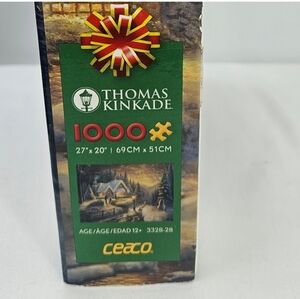 THOMAS
KINKADE
1000
27"x 20" | 69CM x 51CM
AGE/ÂGE/EDAD 12+ 3328-28
ceaco